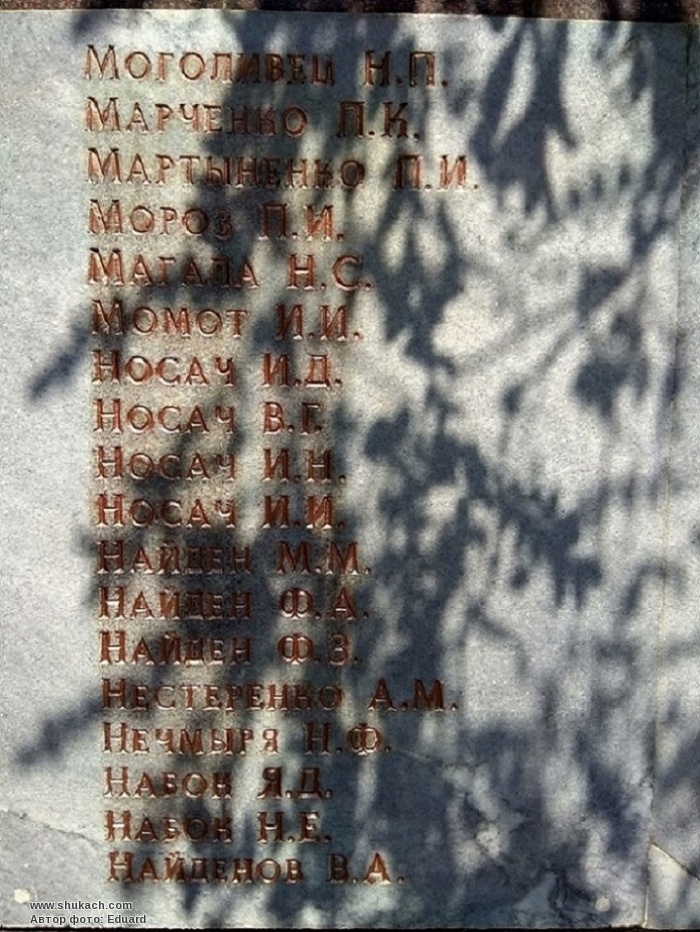 МОГОЛИВЕЦ Н.П.
МАРЧЕНКО П.К.
МАРТЫНЕНКО П.И.
МОРОЗ П.И.
МАГАЛА Н.С.
МОМОТ И.И.
НОСАЧ И.Д.
НОСАЧ В.Г.
НОСАЧ И.Н.
НОСАЧ И.И.
НАЙДЕН М.М.
НАЙДЕН Ф.А.
НАЙДЕН Ф.З.
НЕСТЕРЕНКО А.М.
НЕЧМЫРЯ Н.Ф.
НАБОК Я.Д.
НАБОК Н.Е.
НАЙДЕНОВ В.А.
www.shukach.com
Автор фото: Eduard